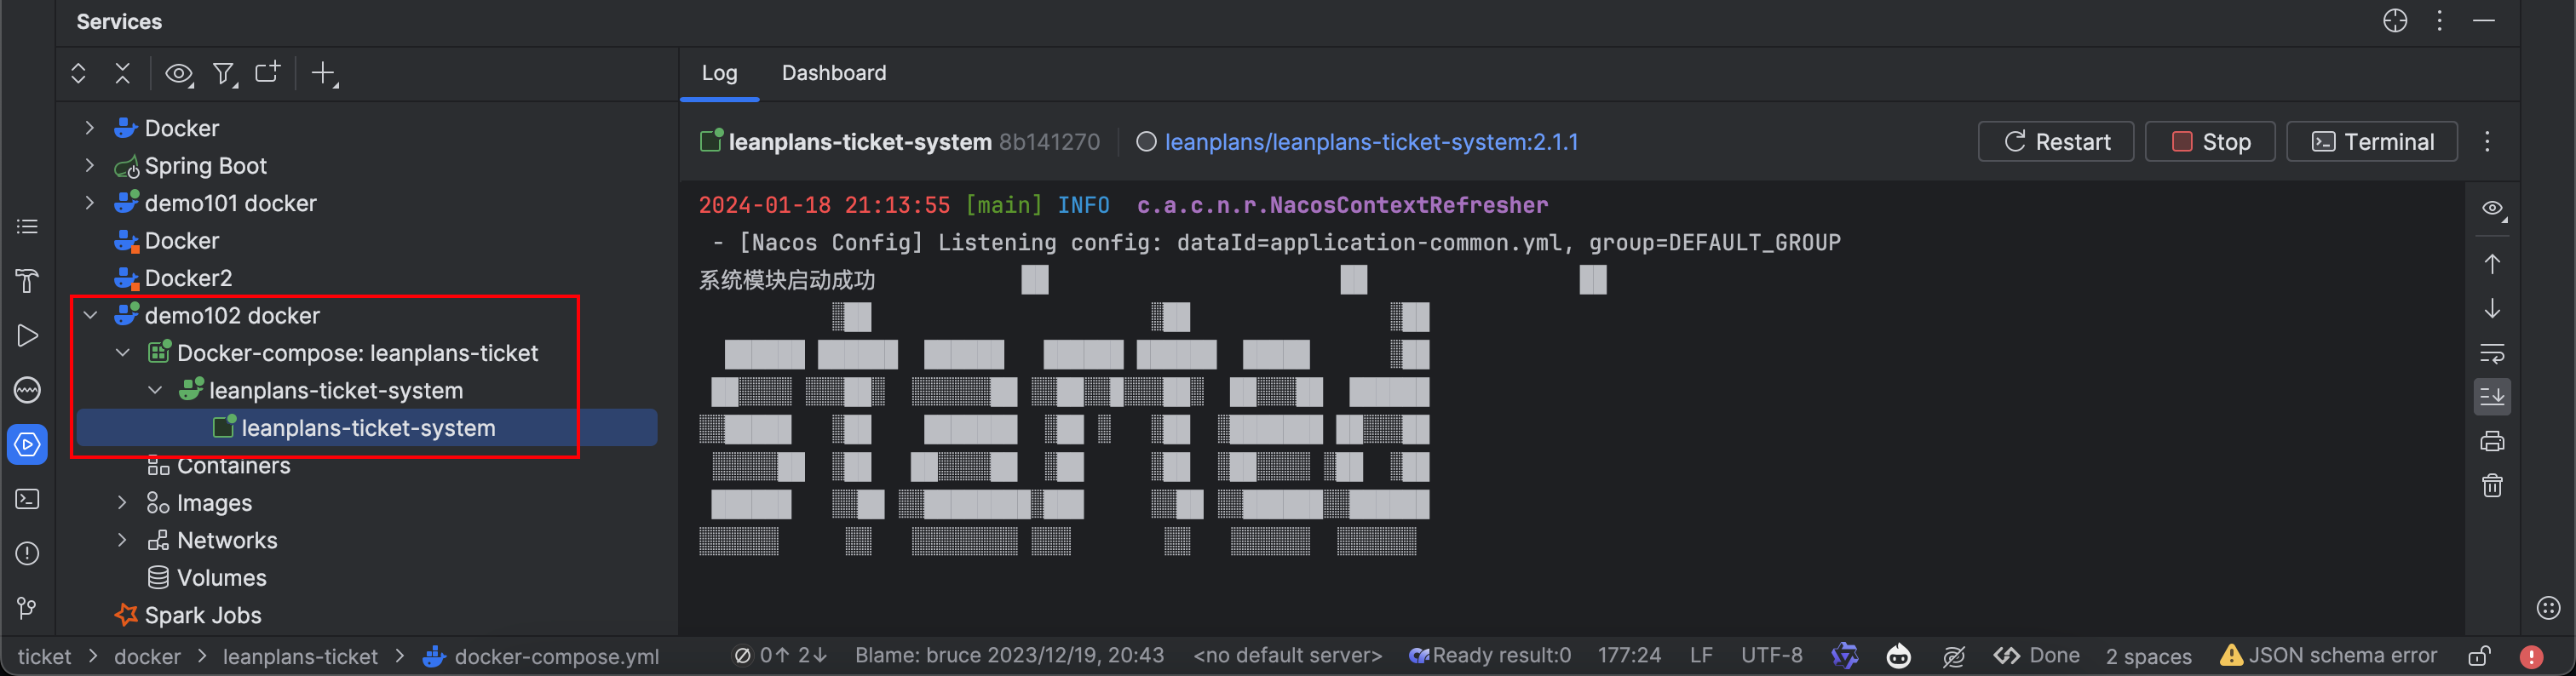 Services
Log Dashboard
Docker
Spring Boot
demo101 docker
Docker
Docker2
demo102 docker
Docker-compose: leanplans-ticket
leanplans-ticket-system
leanplans-ticket-system
Containers
Images
Networks
Volumes
Spark Jobs
leanplans-ticket-system 8b141270 leanplans/leanplans-ticket-system:2.1.1 Restart Stop Terminal
2024-01-18 21:13:55 [main] INFO c.a.c.n.r.NacosContextRefresher
- [Nacos Config] Listening config: dataId=application-common.yml, group=DEFAULT_GROUP
系统模块启动成功
started
ticket > docker > leanplans-ticket > docker-compose.yml 0↑ 2↓ Blame: bruce 2023/12/19, 20:43 <no default server> Ready result:0 177:24 LF UTF-8 Done 2 spaces JSON schema error